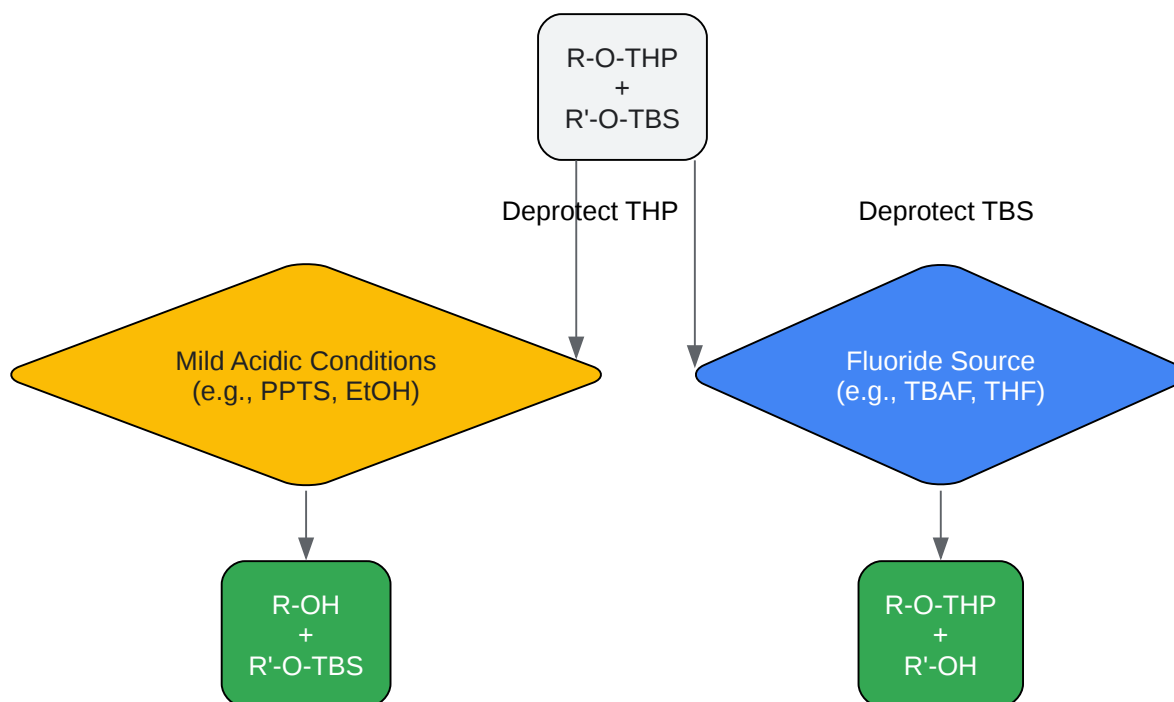 R-O-THP
+
R'-O-TBS
Deprotect THP
Deprotect TBS
Mild Acidic Conditions
(e.g., PPTS, EtOH)
Fluoride Source
(e.g., TBAF, THF)
R-OH
+
R'-O-TBS
R-O-THP
+
R'-OH